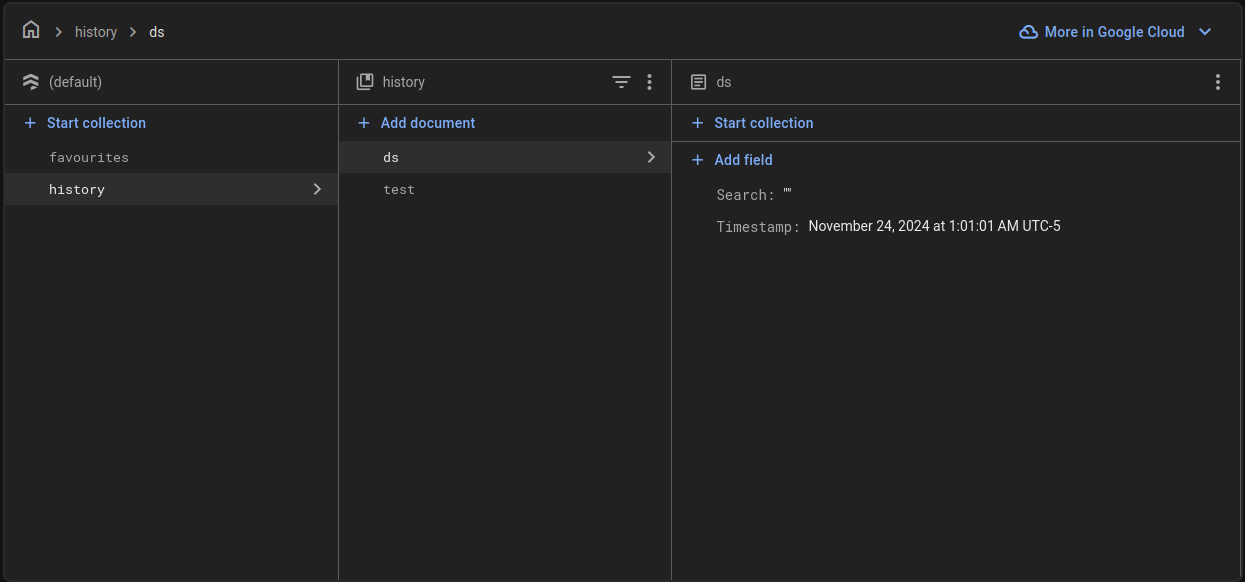 history ds
More in Google Cloud
(default)
history
ds
+ Start collection
+ Add document
+ Start collection
favourites
history
ds
test
+ Add field
Search: ""
Timestamp: November 24, 2024 at 1:01:01 AM UTC-5